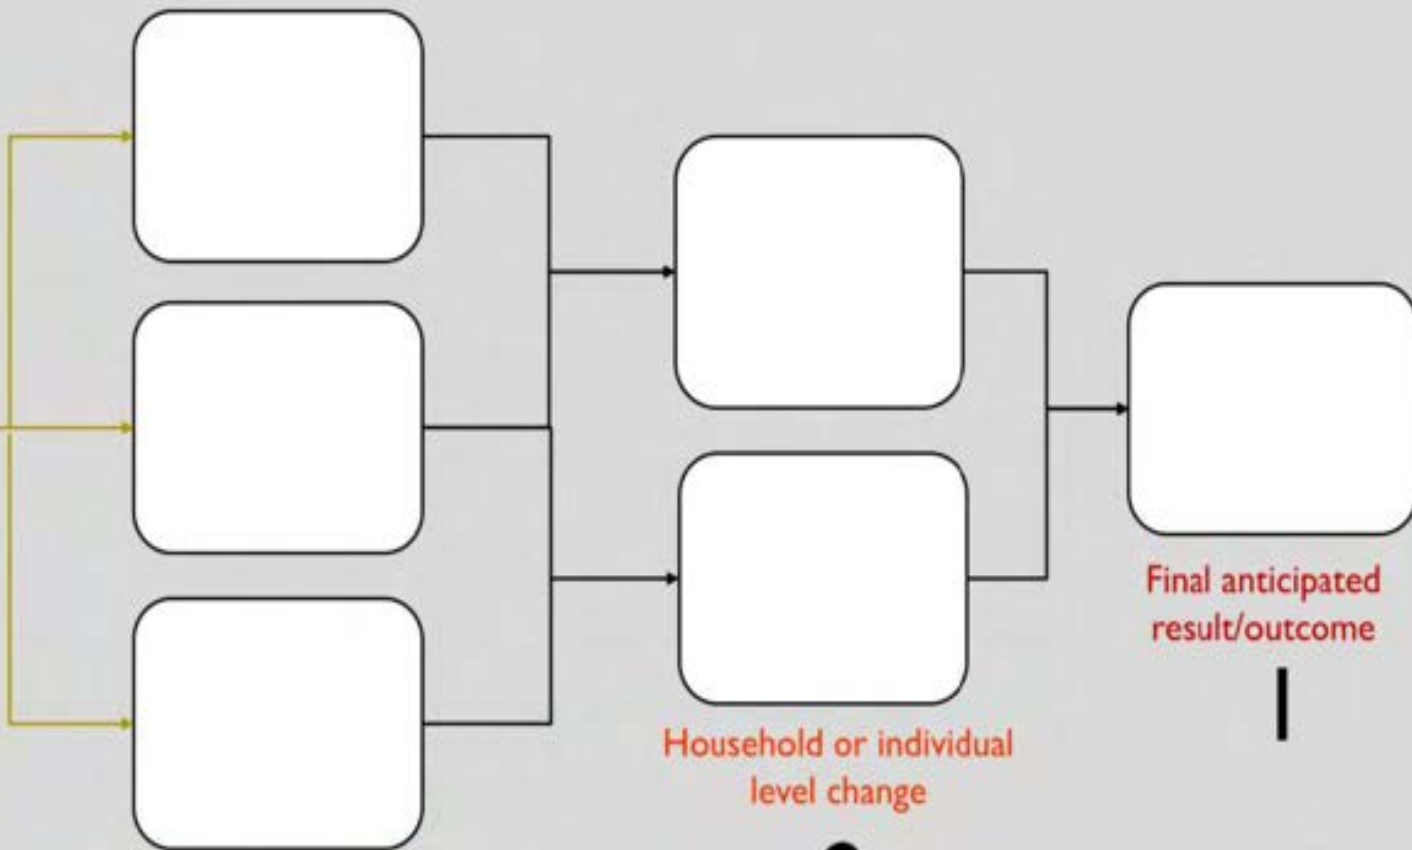 Final anticipated
result/outcome
Household or individual
level change